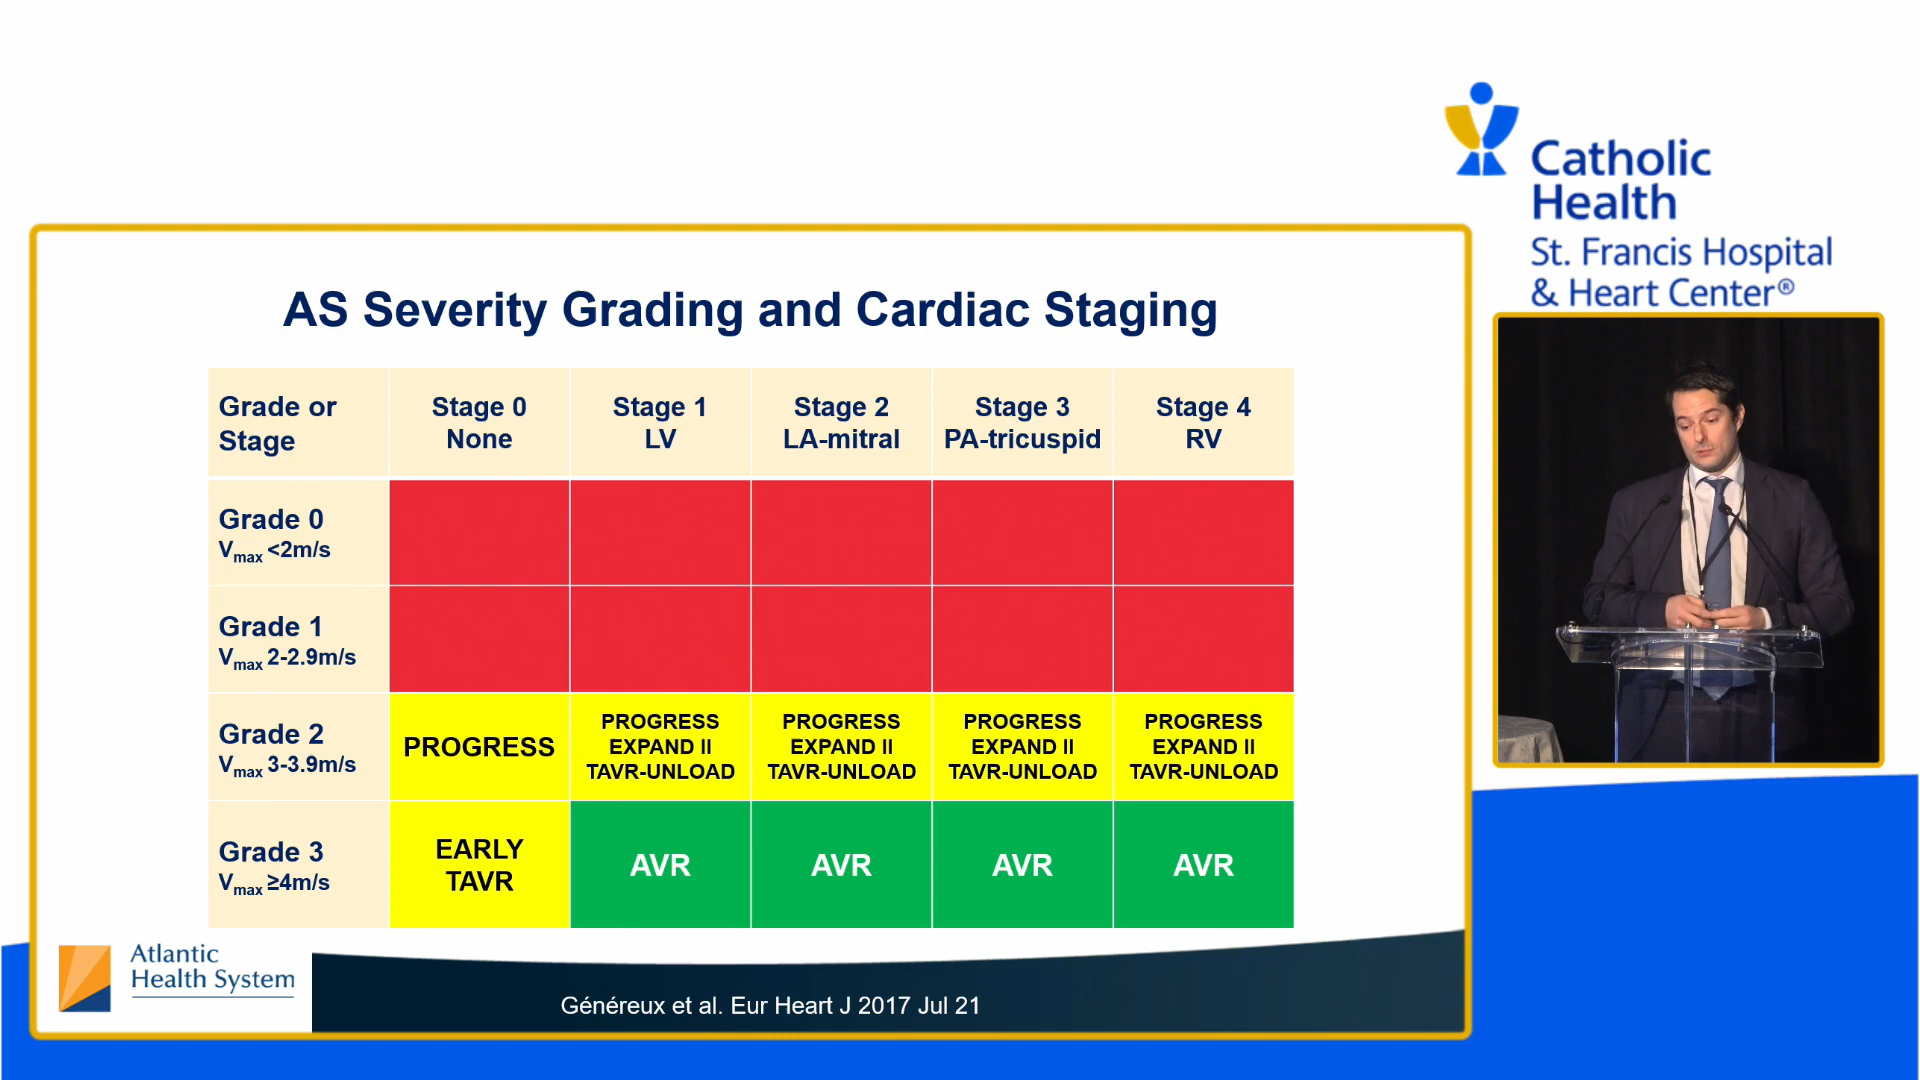 Catholic
Health
St. Francis Hospital
& Heart Center®
AS Severity Grading and Cardiac Staging
Grade or
Stage
Stage 0
None
Stage 1
LV
Stage 2
LA-mitral
Stage 3
PA-tricuspid
Stage 4
RV
Grade 0
Vmax <2m/s
Grade 1
Vmax 2-2.9m/s
Grade 2
Vmax 3-3.9m/s
PROGRESS
PROGRESS
EXPAND II
TAVR-UNLOAD
PROGRESS
EXPAND II
TAVR-UNLOAD
PROGRESS
EXPAND II
TAVR-UNLOAD
PROGRESS
EXPAND II
TAVR-UNLOAD
Grade 3
Vmax ≥4m/s
EARLY
TAVR
AVR
AVR
AVR
AVR
Atlantic
Health System
Généreux et al. Eur Heart J 2017 Jul 21